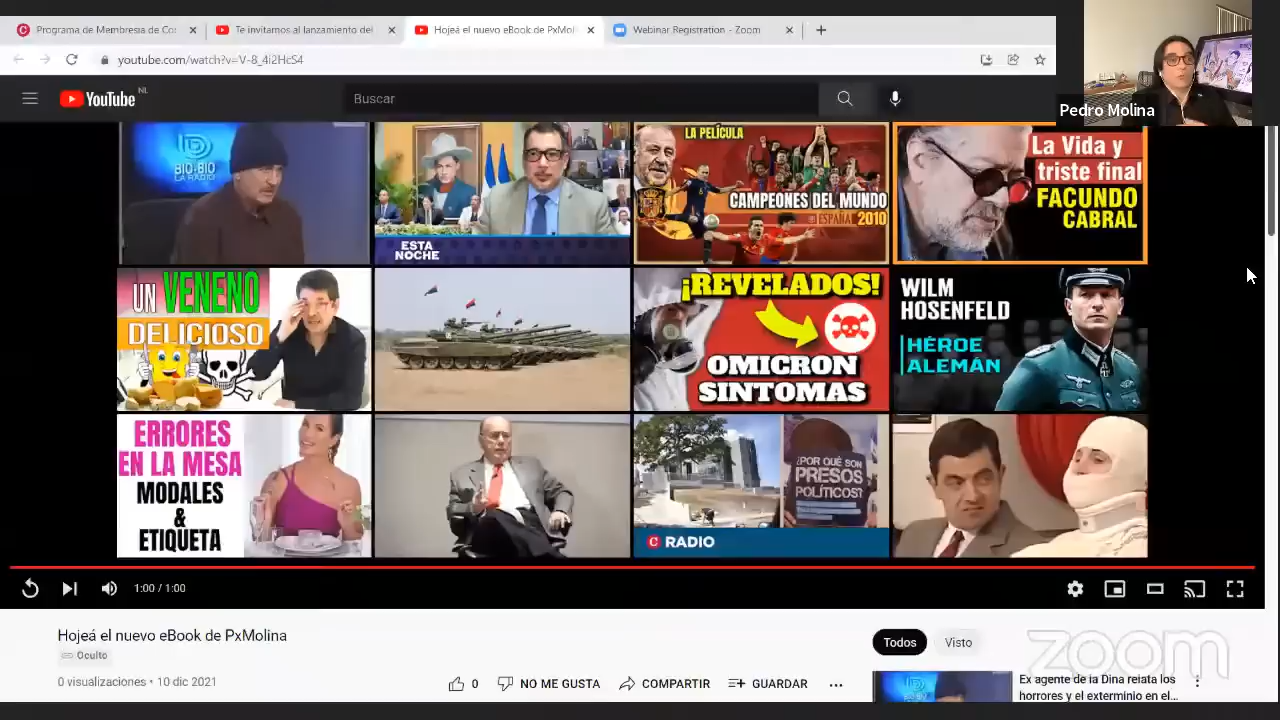 Programa de Membresia de Co
Te invitamos al lanzamiento del
Hojeá el nuevo eBook de PxMoli
Webinar Registration - Zoom
youtube.com/watch?v=V-8_4i2HcS4
YouTube NL
Buscar
Pedro Molina
BIO·BIO
LA RADIO
ESTA
NOCHE
LA PELÍCULA
CAMPEONES DEL MUNDO
ESPAÑA 2010
La Vida y
triste final
FACUNDO
CABRAL
UN VENENO
DELICIOSO
¡REVELADOS!
OMICRON
SINTOMAS
WILM
HOSENFELD
HÉROE
ALEMÁN
ERRORES
EN LA MESA
MODALES
&
ETIQUETA
¿POR QUÉ SON
PRESOS
POLÍTICOS?
C RADIO
1:00 / 1:00
Hojeá el nuevo eBook de PxMolina
Oculto
0 visualizaciones • 10 dic 2021
0
NO ME GUSTA
COMPARTIR
GUARDAR
Todos
Visto
zoom
Ex agente de la Dina relata los
horrores y el exterminio en el...